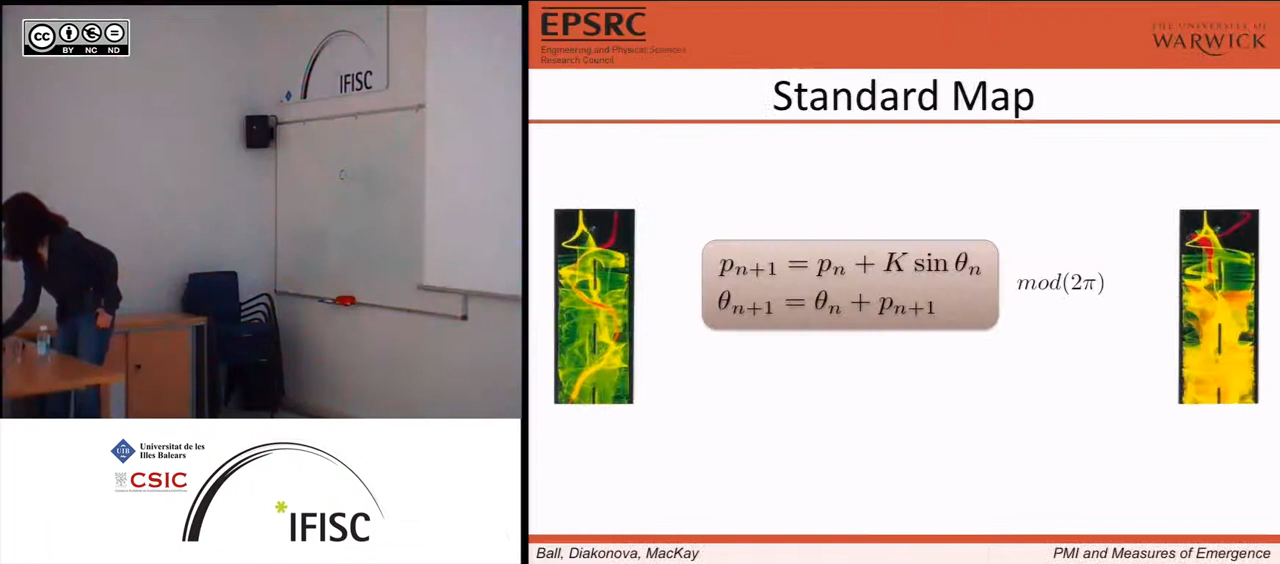 cc
BY NC ND
IFISC
UIB
Universitat de les
Illes Balears
CSIC
*IFISC
EPSRC
Engineering and Physical Sciences
Research Council
THE UNIVERSITY OF
WARWICK
Standard Map
p_{n+1} = p_n + K sin θ_n
θ_{n+1} = θ_n + p_{n+1}
mod(2π)
Ball, Diakonova, MacKay
PMI and Measures of Emergence